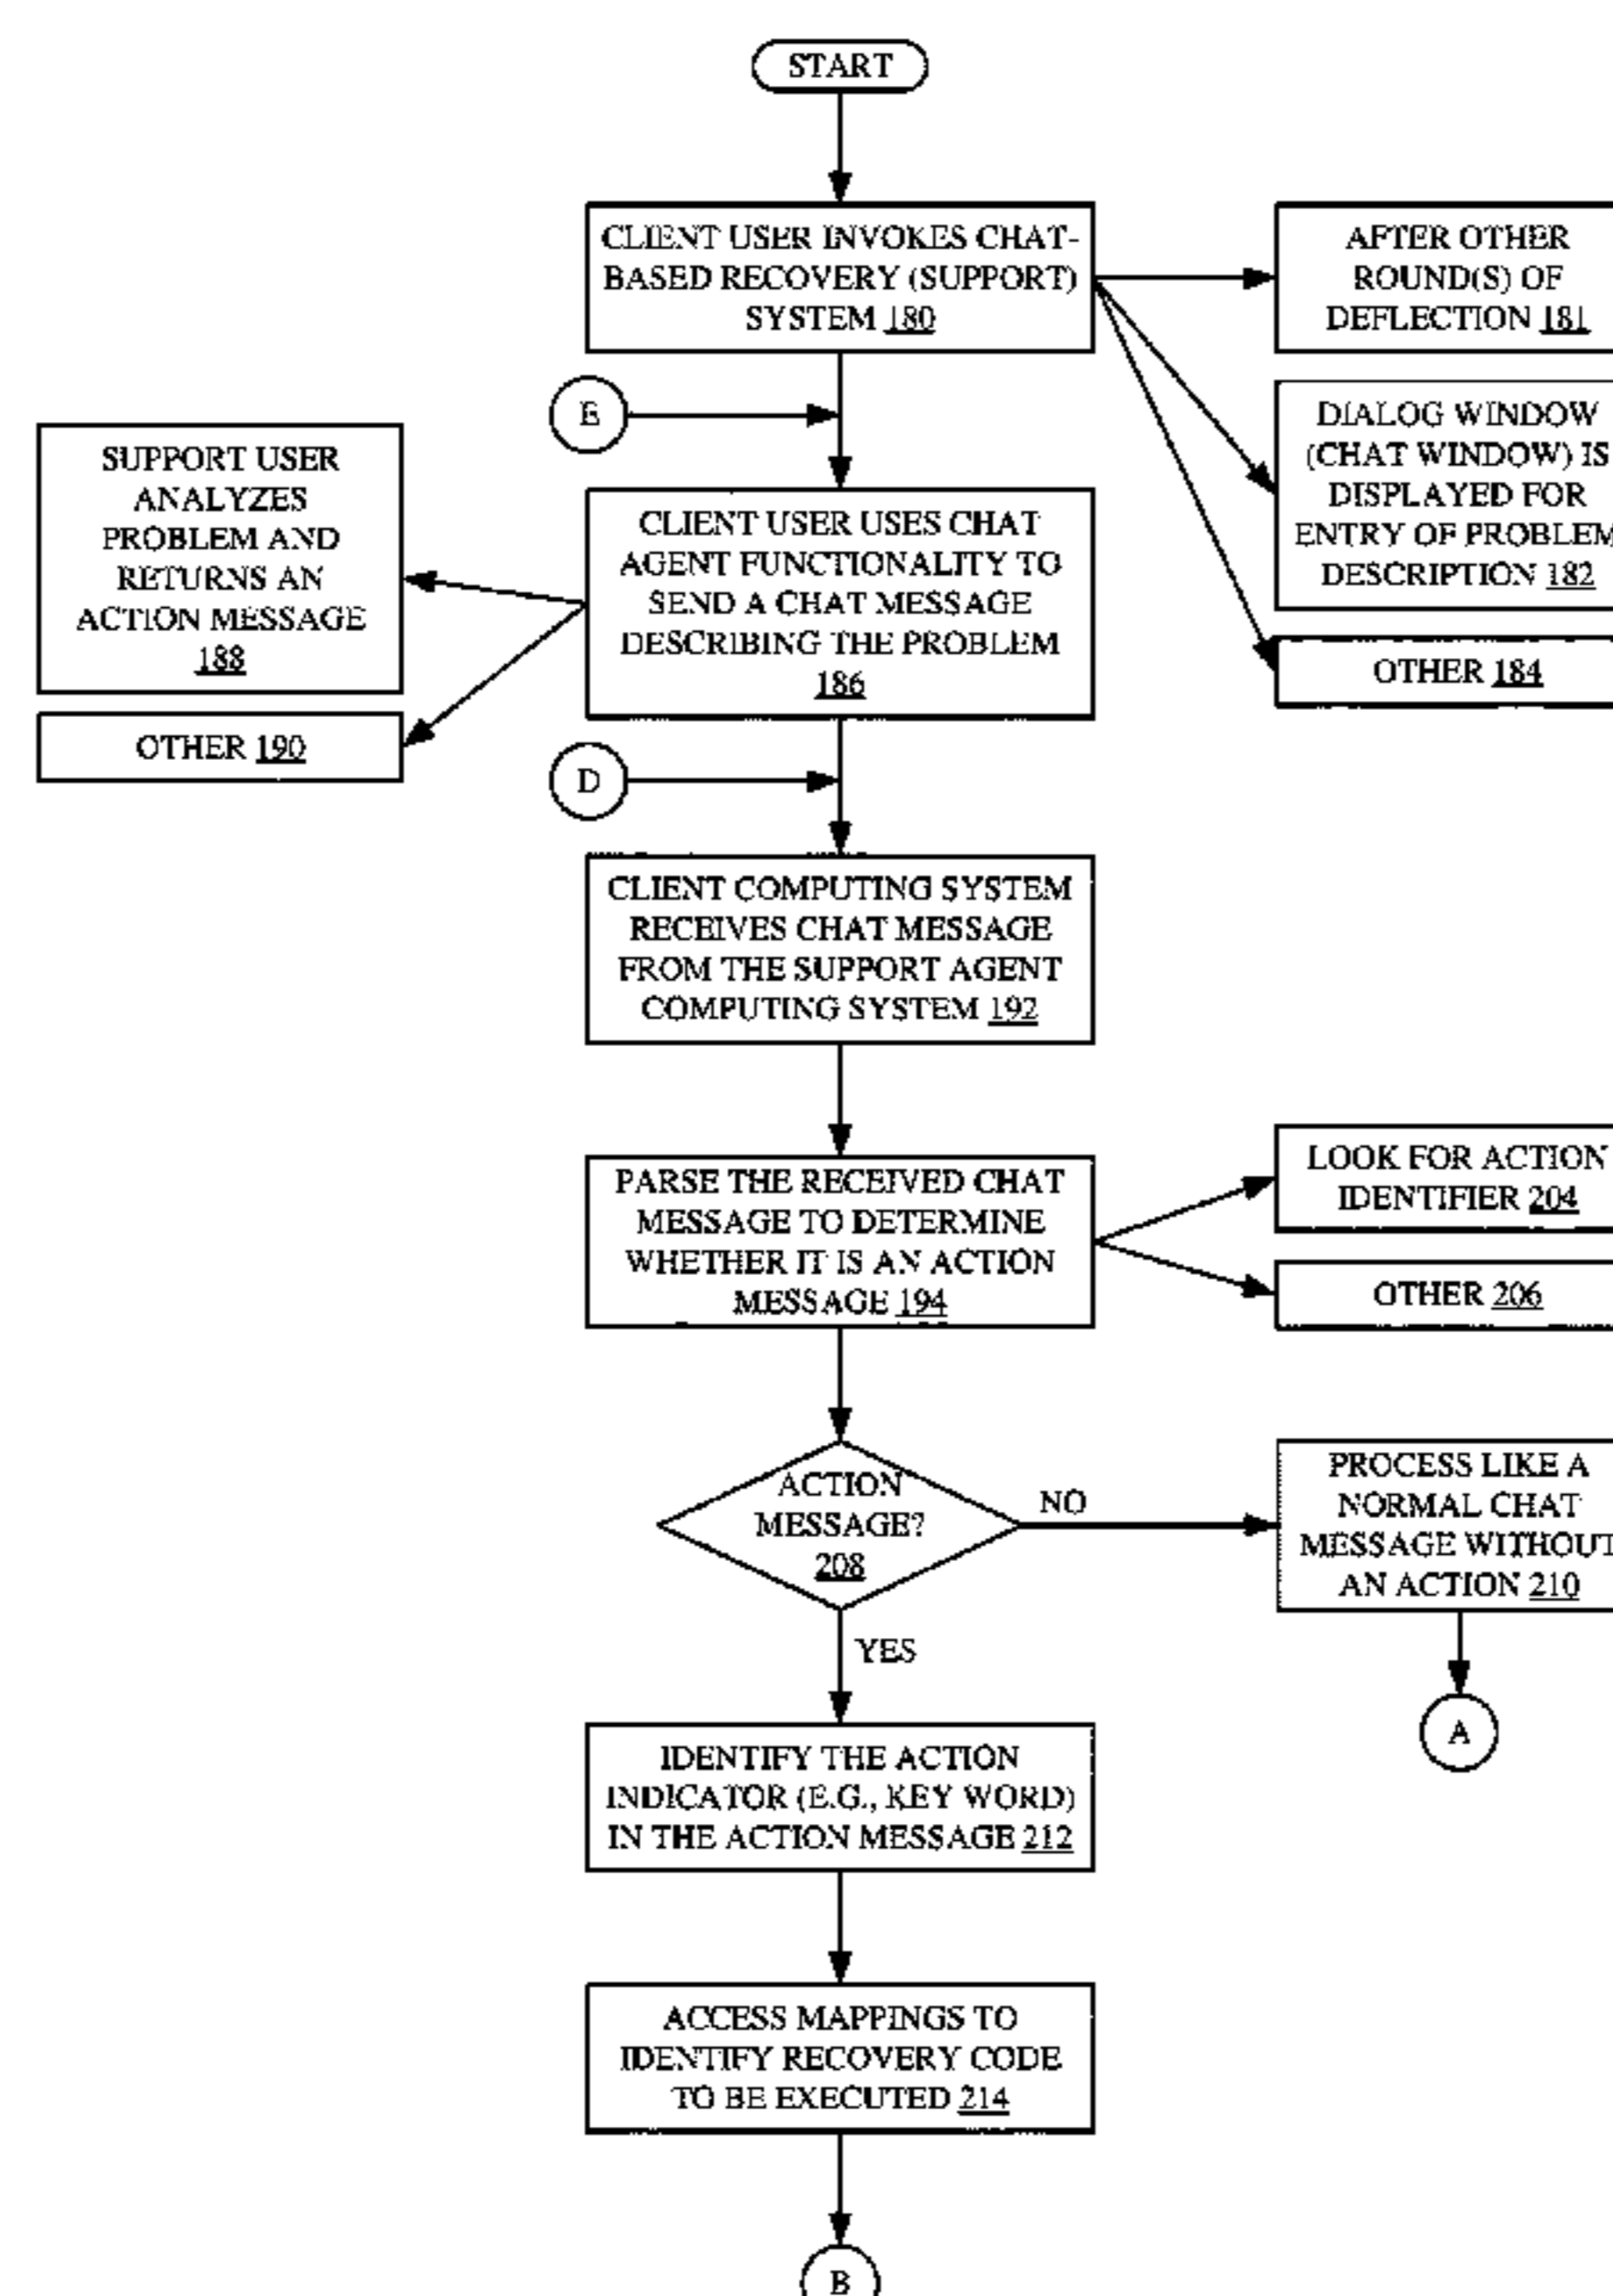 START
CLIENT USER INVOKES CHAT-
BASED RECOVERY (SUPPORT)
SYSTEM 180
AFTER OTHER
ROUND(S) OF
DEFLECTION 181
DIALOG WINDOW
(CHAT WINDOW) IS
DISPLAYED FOR
ENTRY OF PROBLEM
DESCRIPTION 182
OTHER 184
E
SUPPORT USER
ANALYZES
PROBLEM AND
RETURNS AN
ACTION MESSAGE
188
OTHER 190
CLIENT USER USES CHAT
AGENT FUNCTIONALITY TO
SEND A CHAT MESSAGE
DESCRIBING THE PROBLEM
186
D
CLIENT COMPUTING SYSTEM
RECEIVES CHAT MESSAGE
FROM THE SUPPORT AGENT
COMPUTING SYSTEM 192
PARSE THE RECEIVED CHAT
MESSAGE TO DETERMINE
WHETHER IT IS AN ACTION
MESSAGE 194
LOOK FOR ACTION
IDENTIFIER 204
OTHER 206
ACTION
MESSAGE?
208
NO
PROCESS LIKE A
NORMAL CHAT
MESSAGE WITHOUT
AN ACTION 210
YES
A
IDENTIFY THE ACTION
INDICATOR (E.G., KEY WORD)
IN THE ACTION MESSAGE 212
ACCESS MAPPINGS TO
IDENTIFY RECOVERY CODE
TO BE EXECUTED 214
B